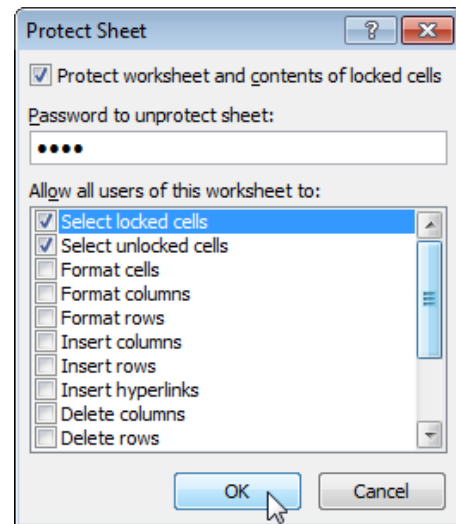 Protect Sheet
Protect worksheet and contents of locked cells
Password to unprotect sheet:
••••
Allow all users of this worksheet to:
Select locked cells
Select unlocked cells
Format cells
Format columns
Format rows
Insert columns
Insert rows
Insert hyperlinks
Delete columns
Delete rows
OK
Cancel